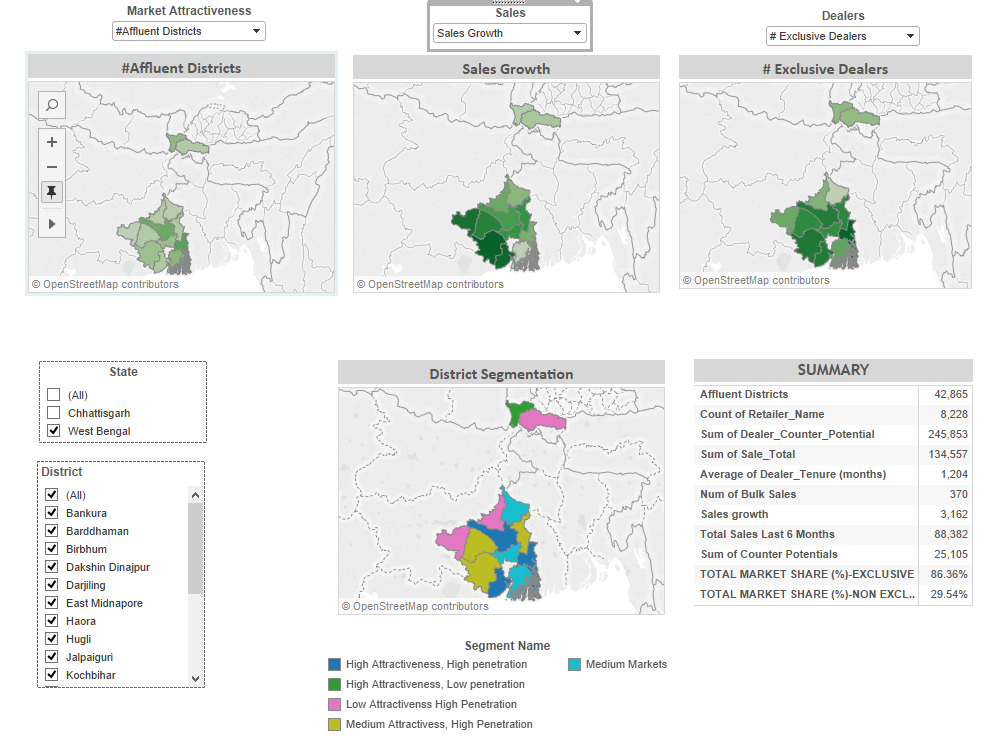 Market Attractiveness
#Affluent Districts
Sales
Sales Growth
Dealers
# Exclusive Dealers
#Affluent Districts
Sales Growth
# Exclusive Dealers
© OpenStreetMap contributors
© OpenStreetMap contributors
© OpenStreetMap contributors
State
(All)
Chhattisgarh
West Bengal
District
(All)
Bankura
Barddhaman
Birbhum
Dakshin Dinajpur
Darjiling
East Midnapore
Haora
Hugli
Jalpaiguri
Kochbihar
District Segmentation
© OpenStreetMap contributors
Segment Name
High Attractiveness, High penetration
Medium Markets
High Attractiveness, Low penetration
Low Attractivenss High Penetration
Medium Attractivess, High Penetration
SUMMARY
Affluent Districts 42,865
Count of Retailer_Name 8,228
Sum of Dealer_Counter_Potential 245,853
Sum of Sale_Total 134,557
Average of Dealer_Tenure (months) 1,204
Num of Bulk Sales 370
Sales growth 3,162
Total Sales Last 6 Months 88,382
Sum of Counter Potentials 25,105
TOTAL MARKET SHARE (%)-EXCLUSIVE 86.36%
TOTAL MARKET SHARE (%)-NON EXCL.. 29.54%